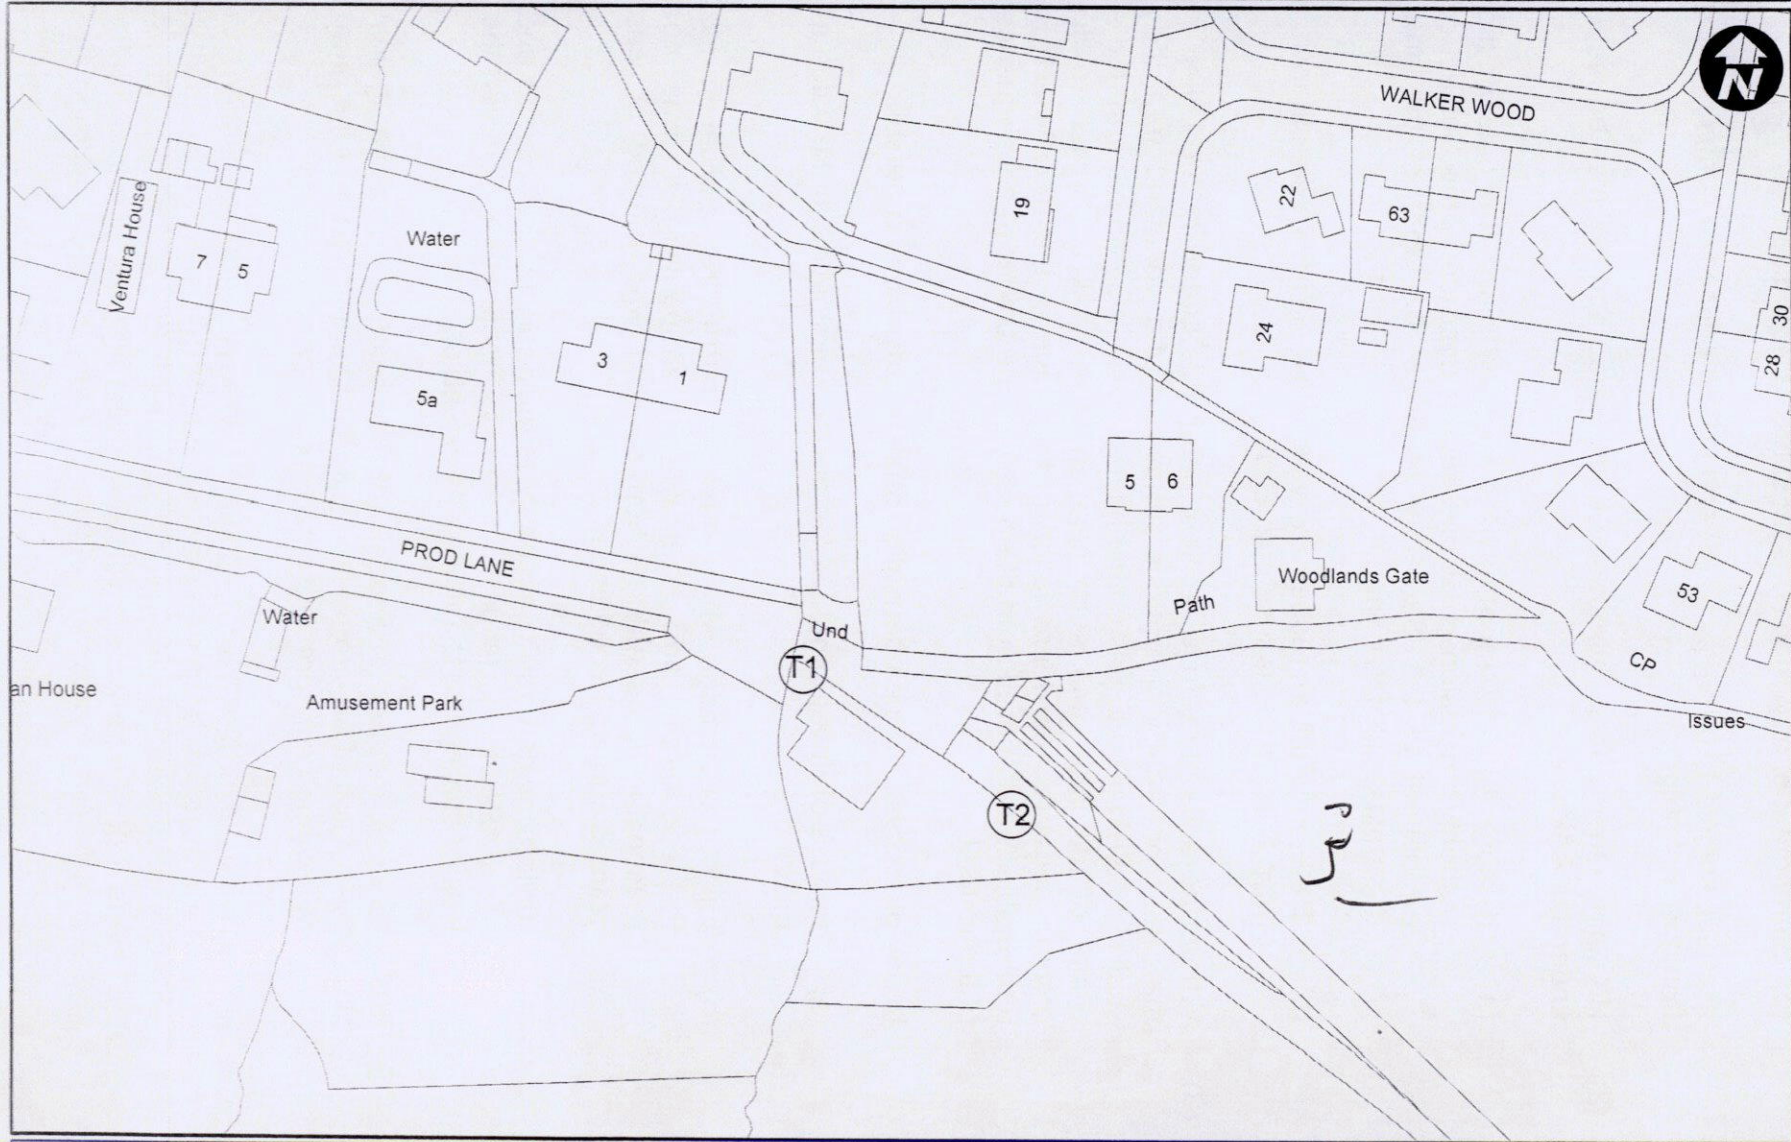 N
WALKER WOOD
Ventura House
7
5
Water
3
1
5a
19
22
63
24
30
28
5
6
Woodlands Gate
Path
53
CP
Issues
PROD LANE
Water
Und
T1
an House
Amusement Park
T2